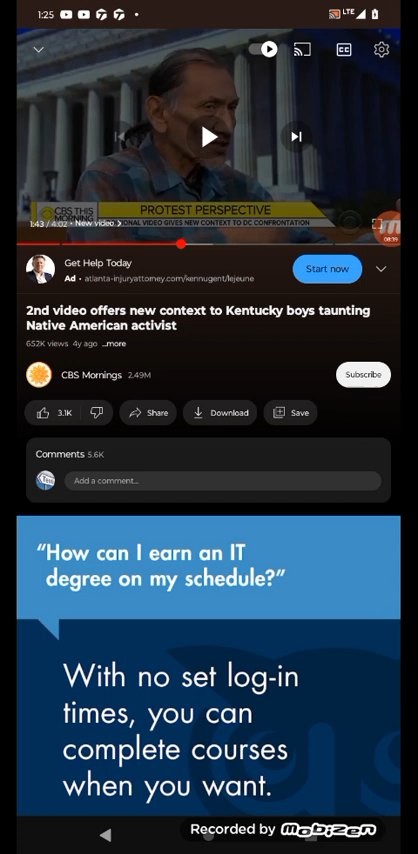 1:25
LTE
CC
CBS THIS
MORNING
PROTEST PERSPECTIVE
ONAL VIDEO GIVES NEW CONTEXT TO DC CONFRONTATION
1:43 / 4:02 • New video
08:39
Get Help Today
Start now
Ad • atlanta-injuryattorney.com/kennugent/lejeune
2nd video offers new context to Kentucky boys taunting
Native American activist
652K views 4y ago ...more
CBS Mornings 2.49M
Subscribe
3.1K
Share
Download
Save
Comments 5.6K
Add a comment...
“How can I earn an IT
degree on my schedule?”
With no set log-in
times, you can
complete courses
when you want.
Recorded by mobizen